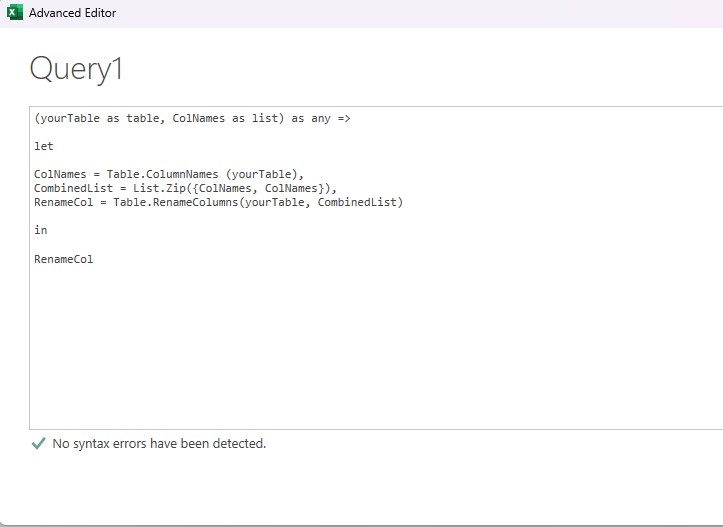 Advanced Editor
Query1
(yourTable as table, ColNames as list) as any =>
let
ColNames = Table.ColumnNames (yourTable),
CombinedList = List.Zip({ColNames, ColNames}),
RenameCol = Table.RenameColumns(yourTable, CombinedList)
in
RenameCol
No syntax errors have been detected.